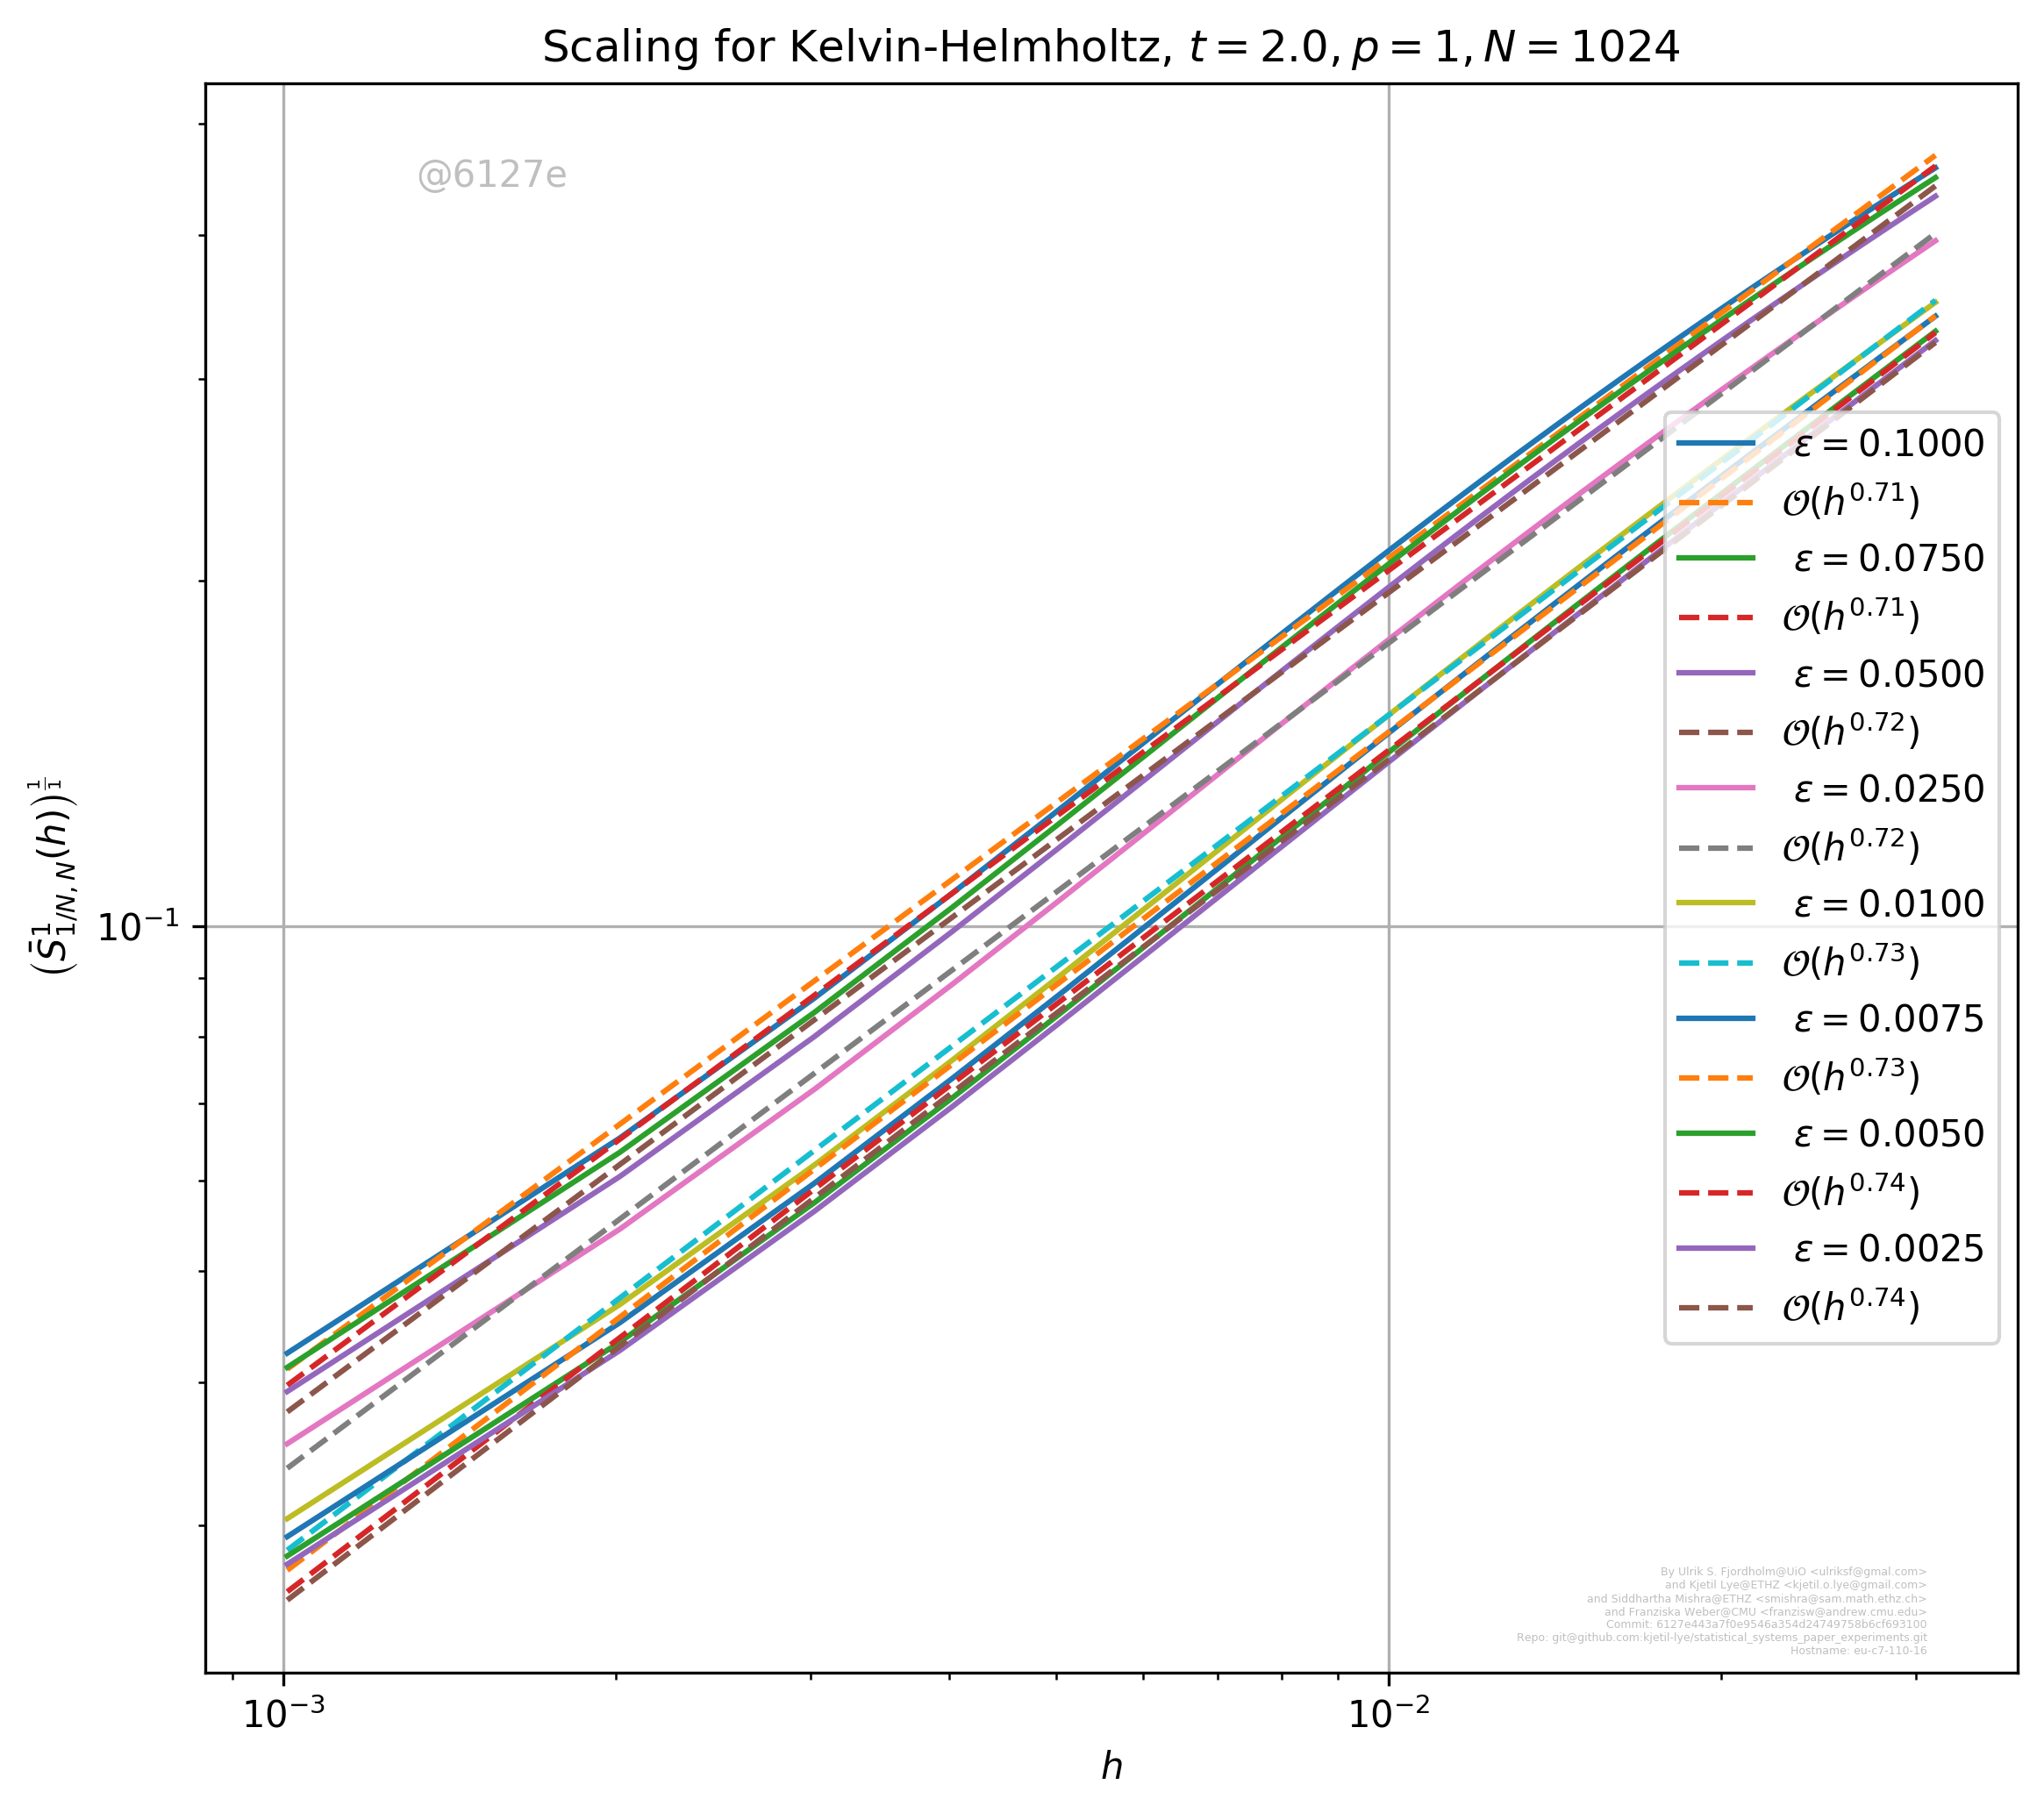 Scaling for Kelvin-Helmholtz, t = 2.0, p = 1, N = 1024
@6127e
(S̄¹₁/N, N(h))^(1/1)
10⁻¹
ε = 0.1000
𝒪(h^0.71)
ε = 0.0750
𝒪(h^0.71)
ε = 0.0500
𝒪(h^0.72)
ε = 0.0250
𝒪(h^0.72)
ε = 0.0100
𝒪(h^0.73)
ε = 0.0075
𝒪(h^0.73)
ε = 0.0050
𝒪(h^0.74)
ε = 0.0025
𝒪(h^0.74)
By Ulrik S. Fjordholm@UiO <ulriksf@gmal.com>
and Kjetil Lye@ETHZ <kjetil.o.lye@gmail.com>
and Siddhartha Mishra@ETHZ <smishra@sam.math.ethz.ch>
and Franziska Weber@CMU <franzisw@andrew.cmu.edu>
Commit: 6127e443a7f0e9546a354d24749758b6cf693100
Repo: git@github.com:kjetil-lye/statistical_systems_paper_experiments.git
Hostname: eu-c7-110-16
10⁻³
10⁻²
h